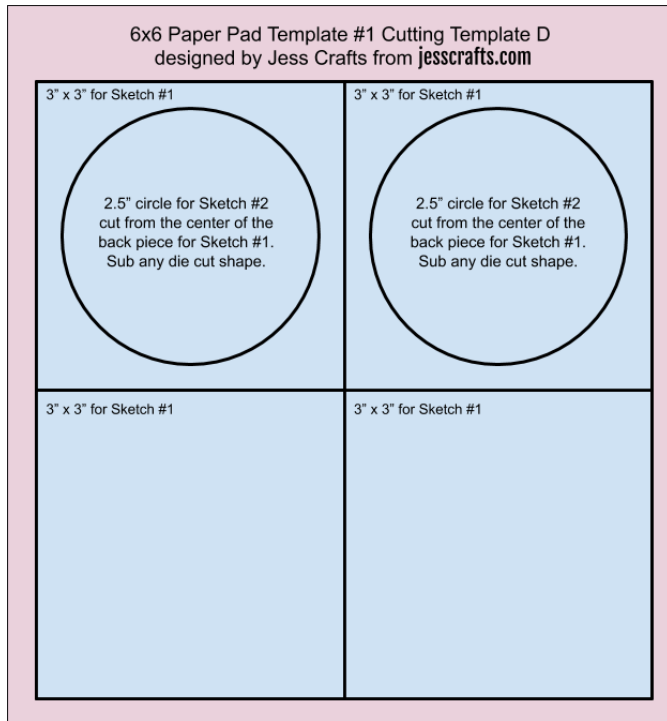 6x6 Paper Pad Template #1 Cutting Template D
designed by Jess Crafts from jesscrafts.com
3” x 3” for Sketch #1
3” x 3” for Sketch #1
2.5” circle for Sketch #2
cut from the center of the
back piece for Sketch #1.
Sub any die cut shape.
2.5” circle for Sketch #2
cut from the center of the
back piece for Sketch #1.
Sub any die cut shape.
3” x 3” for Sketch #1
3” x 3” for Sketch #1